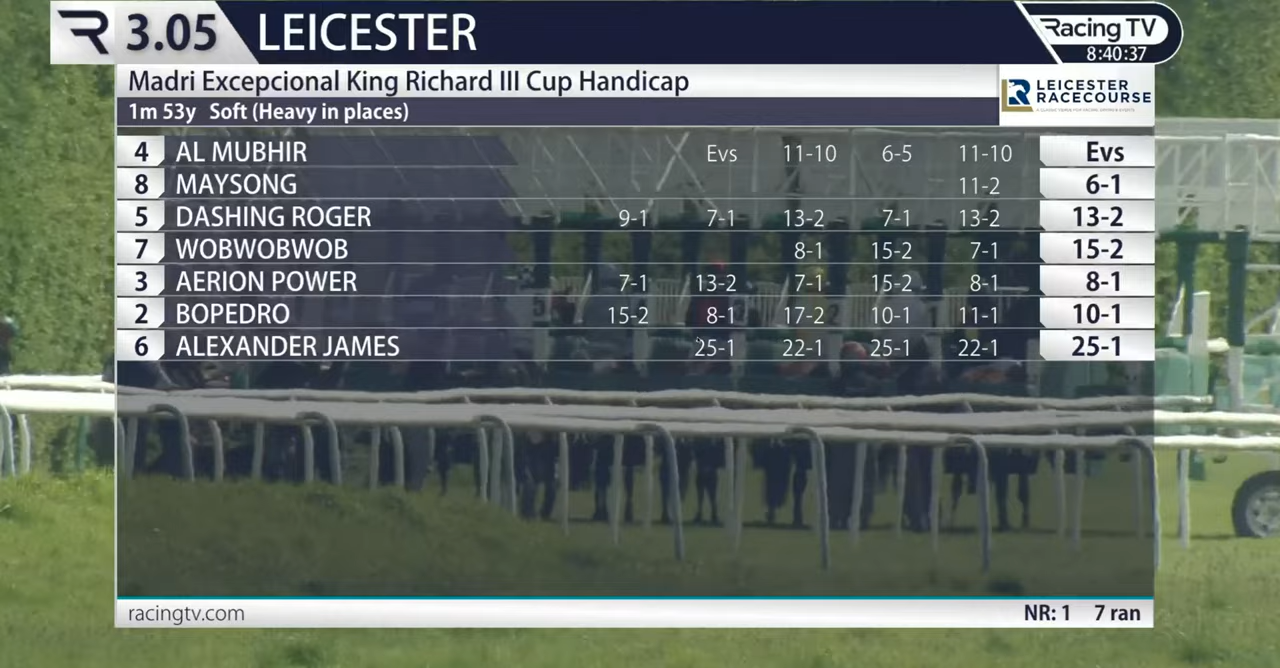 R 3.05 LEICESTER
Racing TV
8:40:37
Madri Excepcional King Richard III Cup Handicap
1m 53y Soft (Heavy in places)
LEICESTER
RACECOURSE
4 AL MUBHIR Evs 11-10 6-5 11-10 Evs
8 MAYSONG 11-2 6-1
5 DASHING ROGER 9-1 7-1 13-2 7-1 13-2 13-2
7 WOBWOBWOB 8-1 15-2 7-1 15-2
3 AERION POWER 7-1 13-2 7-1 15-2 8-1 8-1
2 BOPEDRO 15-2 8-1 17-2 10-1 11-1 10-1
6 ALEXANDER JAMES 25-1 22-1 25-1 22-1 25-1
racingtv.com NR: 1 7 ran